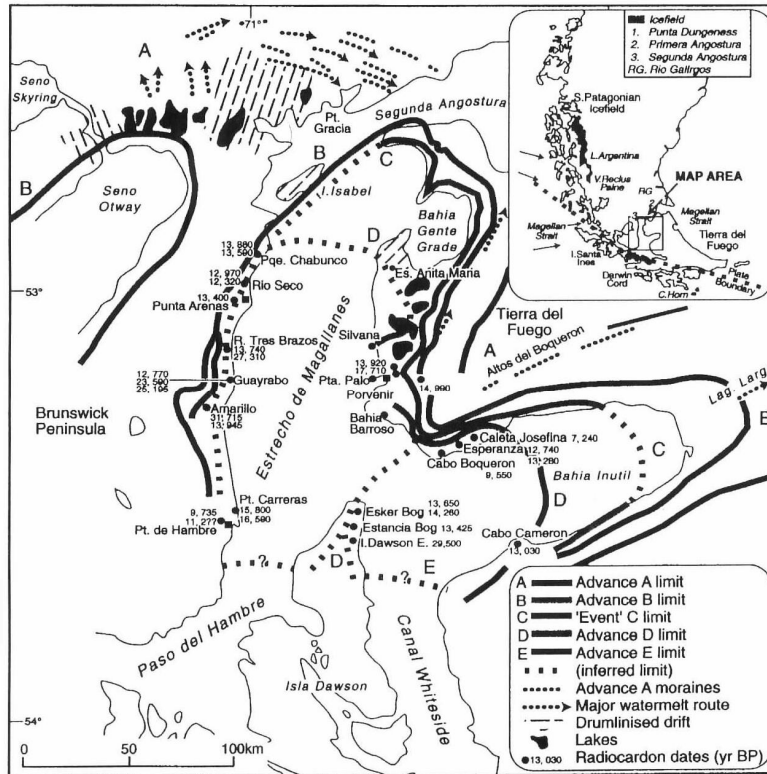 71°
A
Seno
Skyring
Pt.
Gracia
Segunda Angostura
B
C
B
Seno
Otway
I. Isabel
Bahia
Gente
Grade
D
13, 880
13, 590
Pqe. Chabunco
Es. Anita Maria
12, 970
12, 320
Rio Seco
53°
13, 400
Punta Arenas
Tierra del
Fuego
R. Tres Brazos
13, 740
27, 310
Silvana
A
Altos del Boqueron
12, 770
Guayrabo
13, 920
17, 710
Pta. Palo
14, 990
Porvenir
Lag. Larg
E
Brunswick
Peninsula
Amarillo
31, 715
13, 945
Estrecho de Magallanes
Bahia
Barroso
Caleta Josefina 7, 240
Esperanza 12, 740
13, 280
Cabo Boqueron
9, 550
Bahia Inutil
C
D
Pt. Carreras
15, 800
16, 590
9, 735
11, 277
Pt. de Hambre
Esker Bog
13, 650
14, 260
Estancia Bog 13, 425
I.Dawson E. 29,500
Cabo Cameron
13, 030
?
D
?
E
Paso del Hambre
Isla Dawson
Canal Whiteside
54°
0 50 100km
Icefield
1. Punta Dungeness
2. Primera Angostura
3. Segunda Angostura
RG. Rio Gallrgos
S.Patagonian
Icefield
L.Argentina
V.Reclus
Paine
RG
MAP AREA
1
2
3
Magellan
Strait
Magellan
Strait
Tierra del
Fuego
I.Santa
Ines
Darwin
Cord
C.Horn
Plate
Boundary
A Advance A limit
B Advance B limit
C 'Event' C limit
D Advance D limit
E Advance E limit
(inferred limit)
Advance A moraines
Major watermelt route
Drumlinised drift
Lakes
13, 030 Radiocardon dates (yr BP)